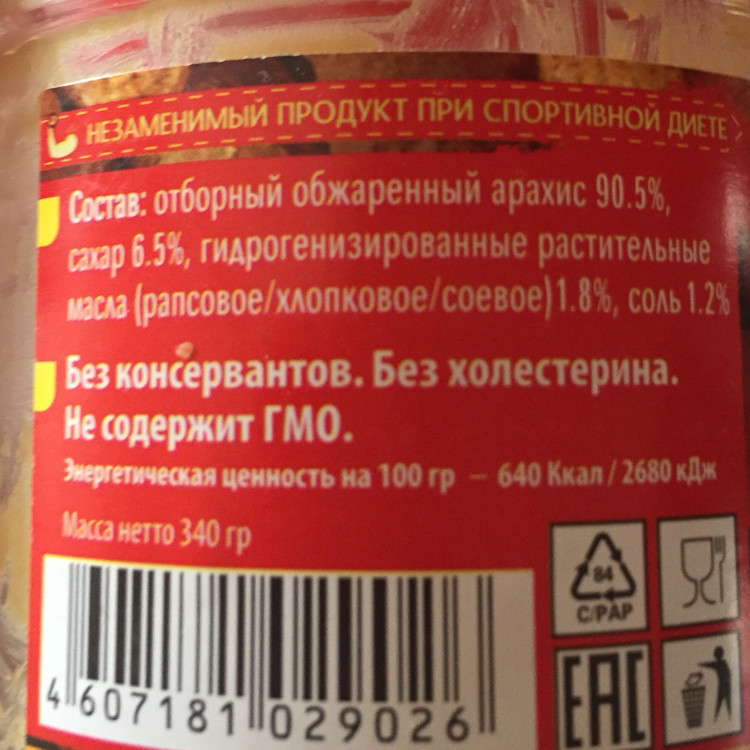 НЕЗАМЕНИМЫЙ ПРОДУКТ ПРИ СПОРТИВНОЙ ДИЕТЕ
Состав: отборный обжаренный арахис 90.5%,
сахар 6.5%, гидрогенизированные растительные
масла (рапсовое/хлопковое/соевое) 1.8%, соль 1.2%
Без консервантов. Без холестерина.
Не содержит ГМО.
Энергетическая ценность на 100 гр – 640 Ккал / 2680 кДж
Масса нетто 340 гр
84
C/PAP
EAC
4 607181 029026